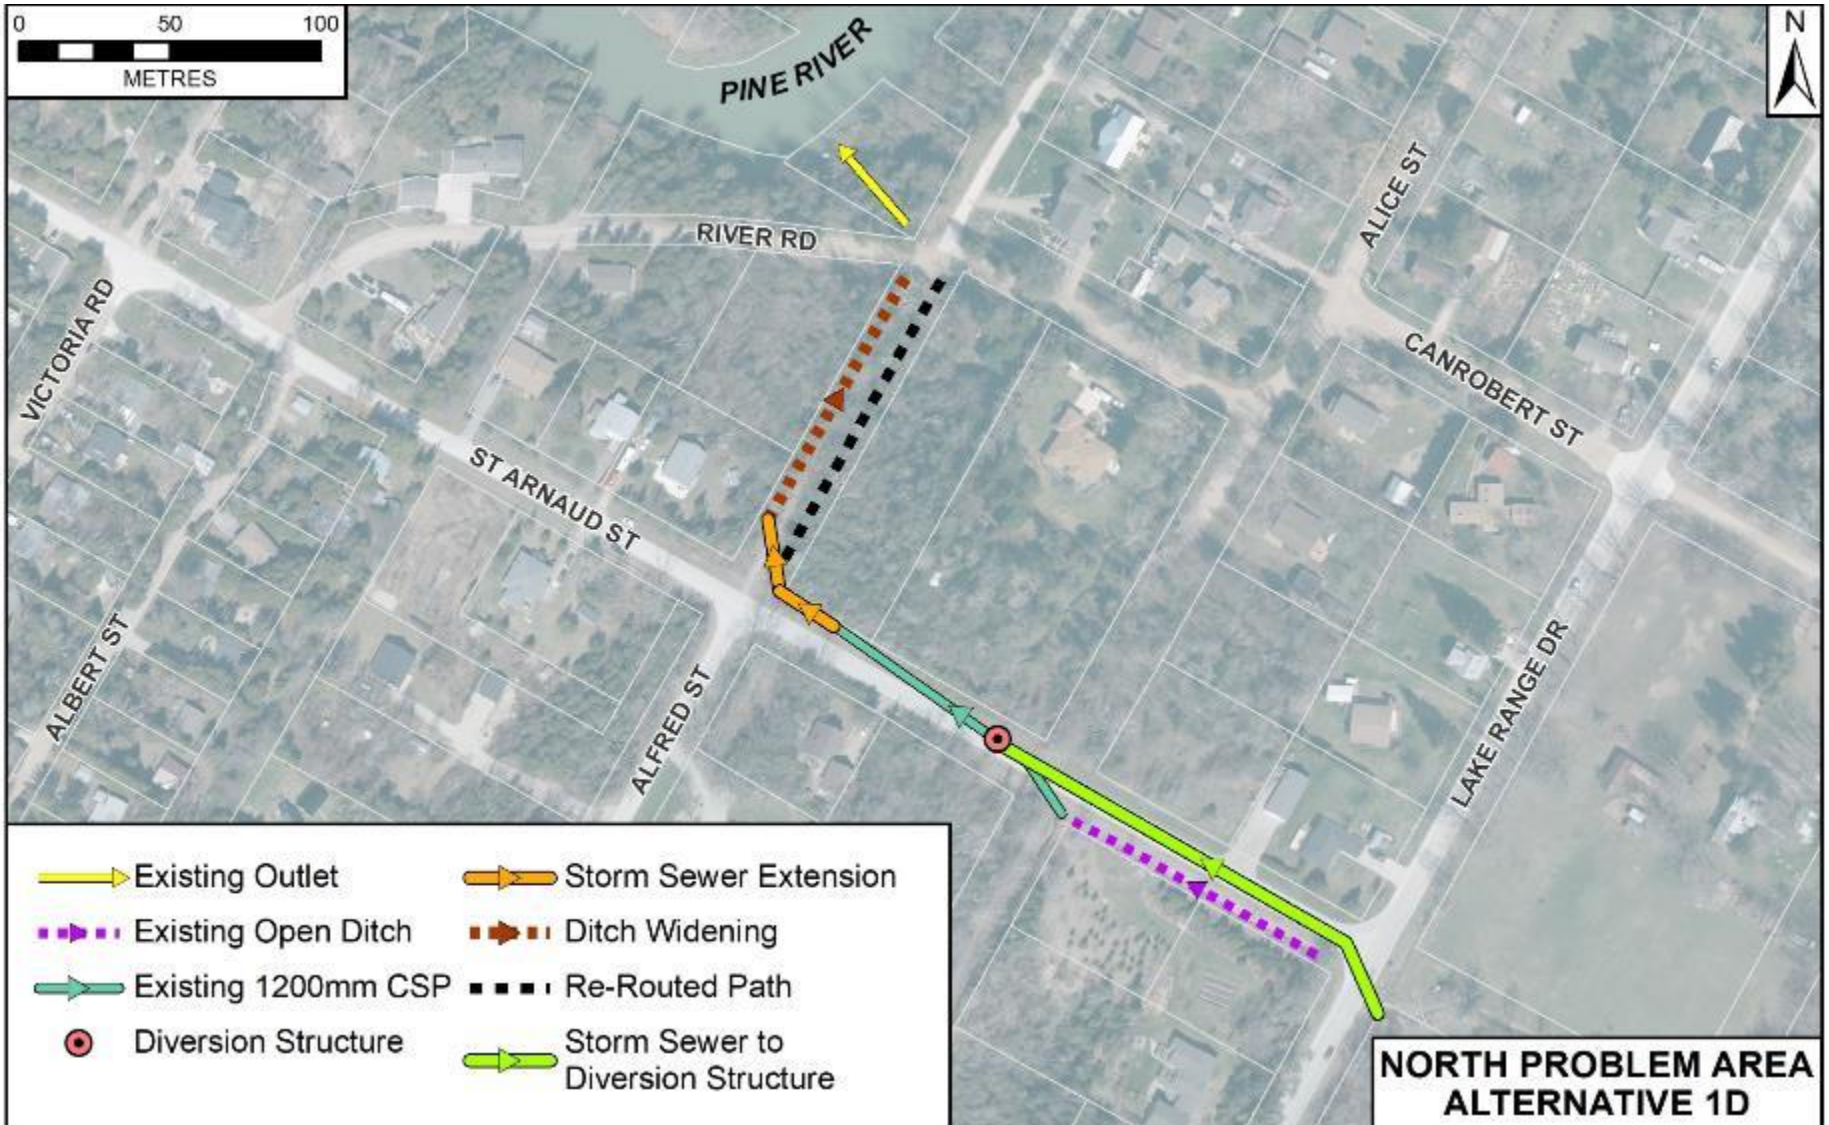 0 50 100
METRES
PINE RIVER
N
RIVER RD
ALICE ST
VICTORIA RD
CANROBERT ST
ST ARNAUD ST
ALBERT ST
ALFRED ST
LAKE RANGE DR
Existing Outlet
Existing Open Ditch
Existing 1200mm CSP
Diversion Structure
Storm Sewer Extension
Ditch Widening
Re-Routed Path
Storm Sewer to
Diversion Structure
NORTH PROBLEM AREA
ALTERNATIVE 1D